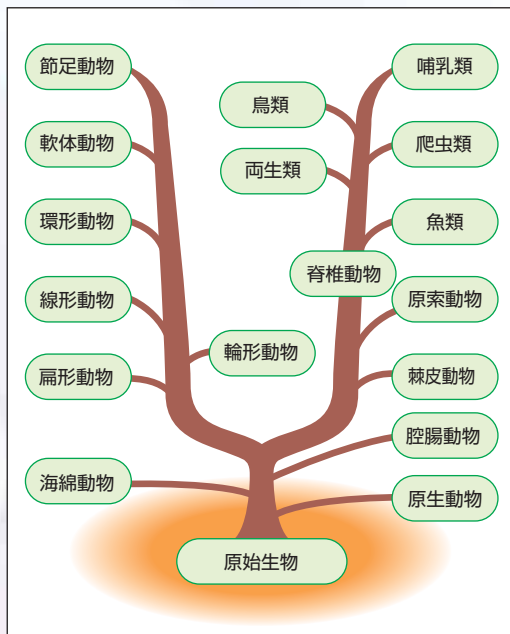 節足動物
哺乳類
鳥類
軟体動物
爬虫類
両生類
環形動物
魚類
脊椎動物
線形動物
原索動物
輪形動物
扁形動物
棘皮動物
腔腸動物
海綿動物
原生動物
原始生物